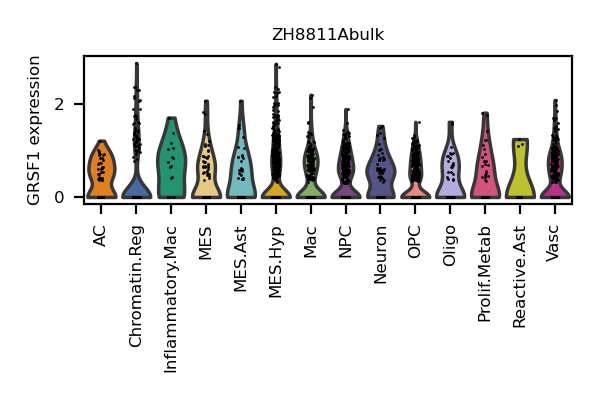 ZH8811Abulk
GRSF1 expression
2
0
AC
Chromatin.Reg
Inflammatory.Mac
MES
MES.Ast
MES.Hyp
Mac
NPC
Neuron
OPC
Oligo
Prolif.Metab
Reactive.Ast
Vasc